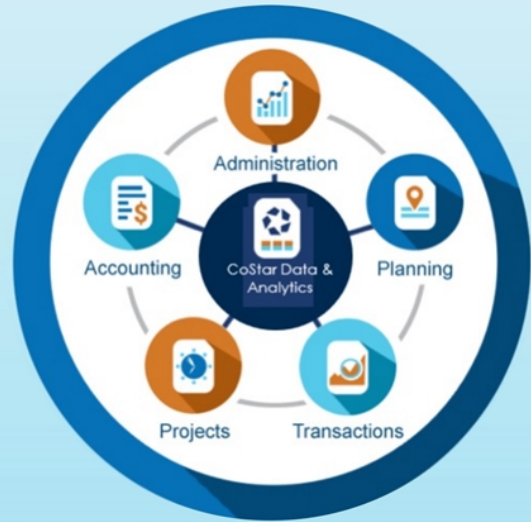 Administration
Accounting
CoStar Data &
Analytics
Planning
Projects
Transactions
$